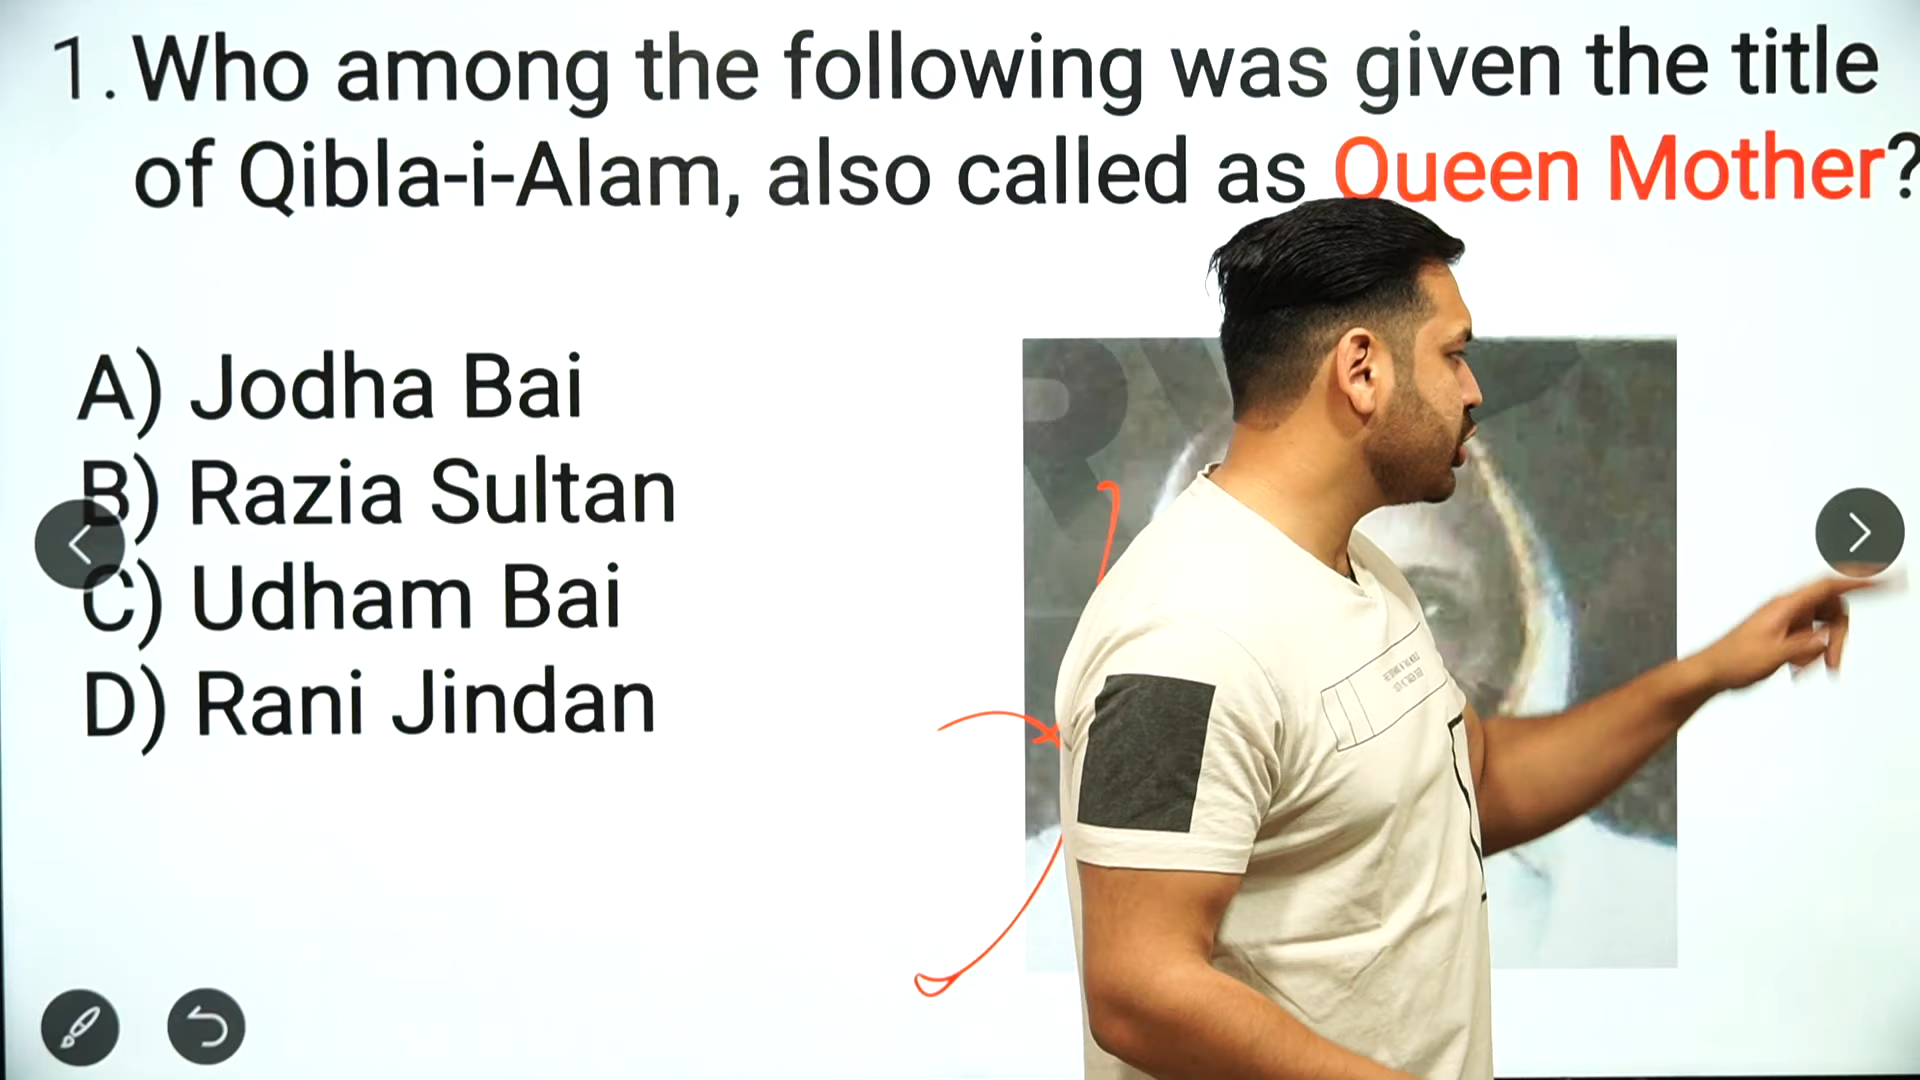 1. Who among the following was given the title
of Qibla-i-Alam, also called as Queen Mother?
A) Jodha Bai
B) Razia Sultan
C) Udham Bai
D) Rani Jindan